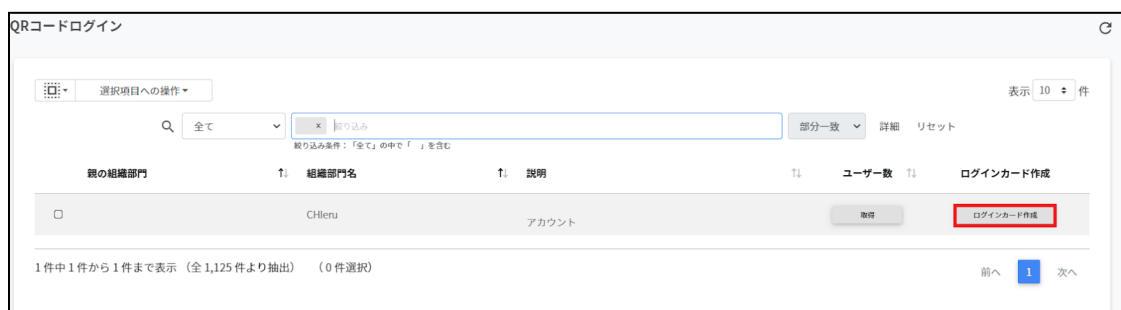 QRコードログイン
選択項目への操作
表示 10 件
全て × 絞り込み 部分一致 詳細 リセット
絞り込み条件：「全て」の中で「 」を含む
親の組織部門 組織部門名 説明 ユーザー数 ログインカード作成
CHIeru アカウント 取得 ログインカード作成
1件中1件から1件まで表示 （全 1,125 件より抽出） （0 件選択）
前へ 1 次へ